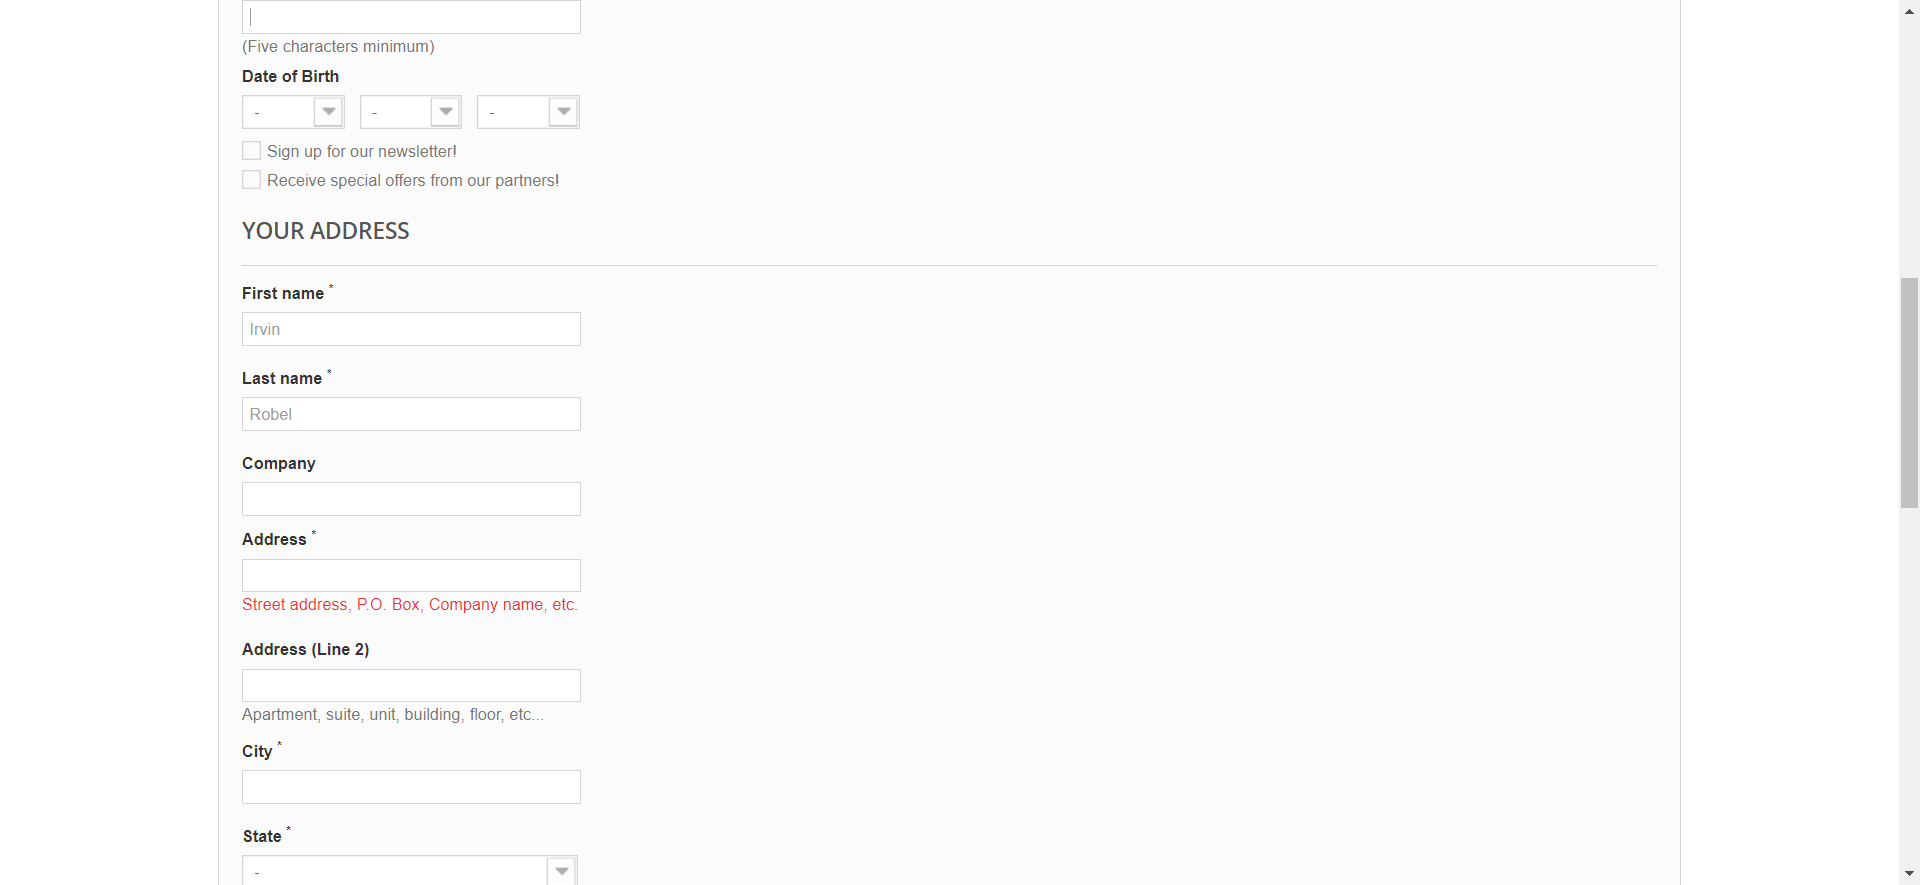 (Five characters minimum)
Date of Birth
- - -
Sign up for our newsletter!
Receive special offers from our partners!
YOUR ADDRESS
First name *
Irvin
Last name *
Robel
Company
Address *
Street address, P.O. Box, Company name, etc.
Address (Line 2)
Apartment, suite, unit, building, floor, etc...
City *
State *
-